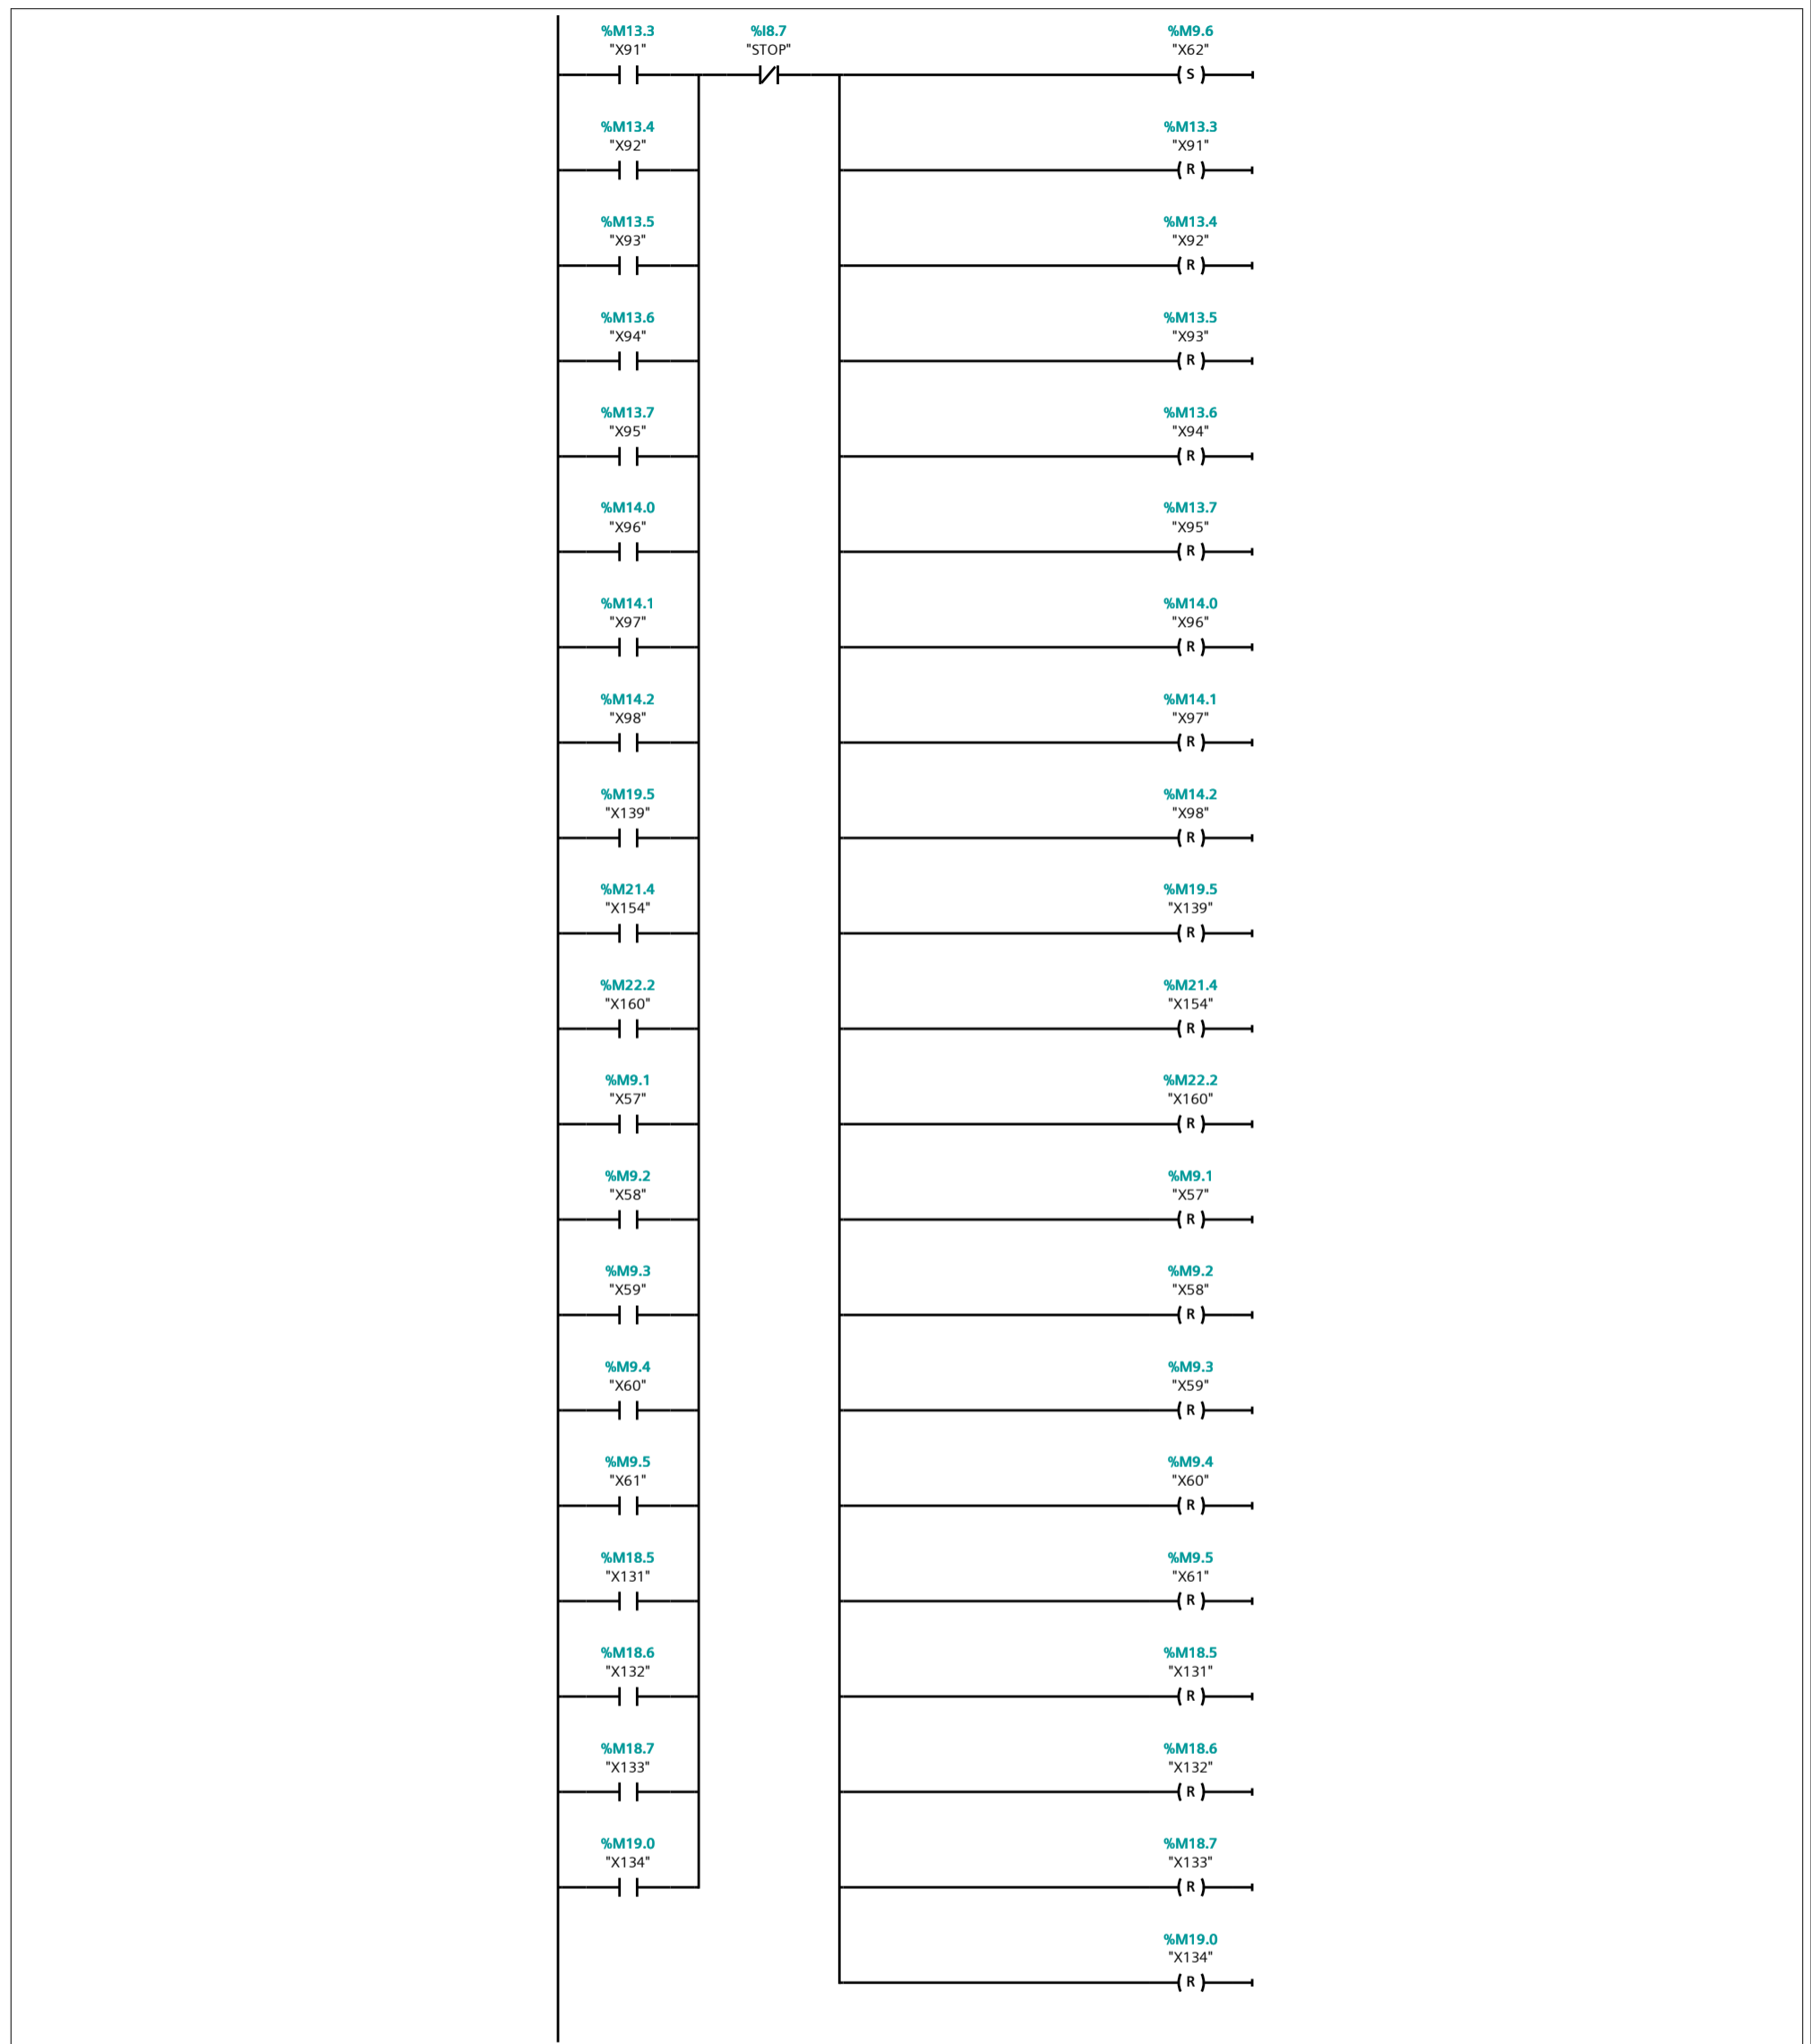 %M13.3 %I8.7 %M9.6
"X91" "STOP" "X62"
S
%M13.4 %M13.3
"X92" "X91"
R
%M13.5 %M13.4
"X93" "X92"
R
%M13.6 %M13.5
"X94" "X93"
R
%M13.7 %M13.6
"X95" "X94"
R
%M14.0 %M13.7
"X96" "X95"
R
%M14.1 %M14.0
"X97" "X96"
R
%M14.2 %M14.1
"X98" "X97"
R
%M19.5 %M14.2
"X139" "X98"
R
%M21.4 %M19.5
"X154" "X139"
R
%M22.2 %M21.4
"X160" "X154"
R
%M9.1 %M22.2
"X57" "X160"
R
%M9.2 %M9.1
"X58" "X57"
R
%M9.3 %M9.2
"X59" "X58"
R
%M9.4 %M9.3
"X60" "X59"
R
%M9.5 %M9.4
"X61" "X60"
R
%M18.5 %M9.5
"X131" "X61"
R
%M18.6 %M18.5
"X132" "X131"
R
%M18.7 %M18.6
"X133" "X132"
R
%M19.0 %M18.7
"X134" "X133"
R
%M19.0
"X134"
R